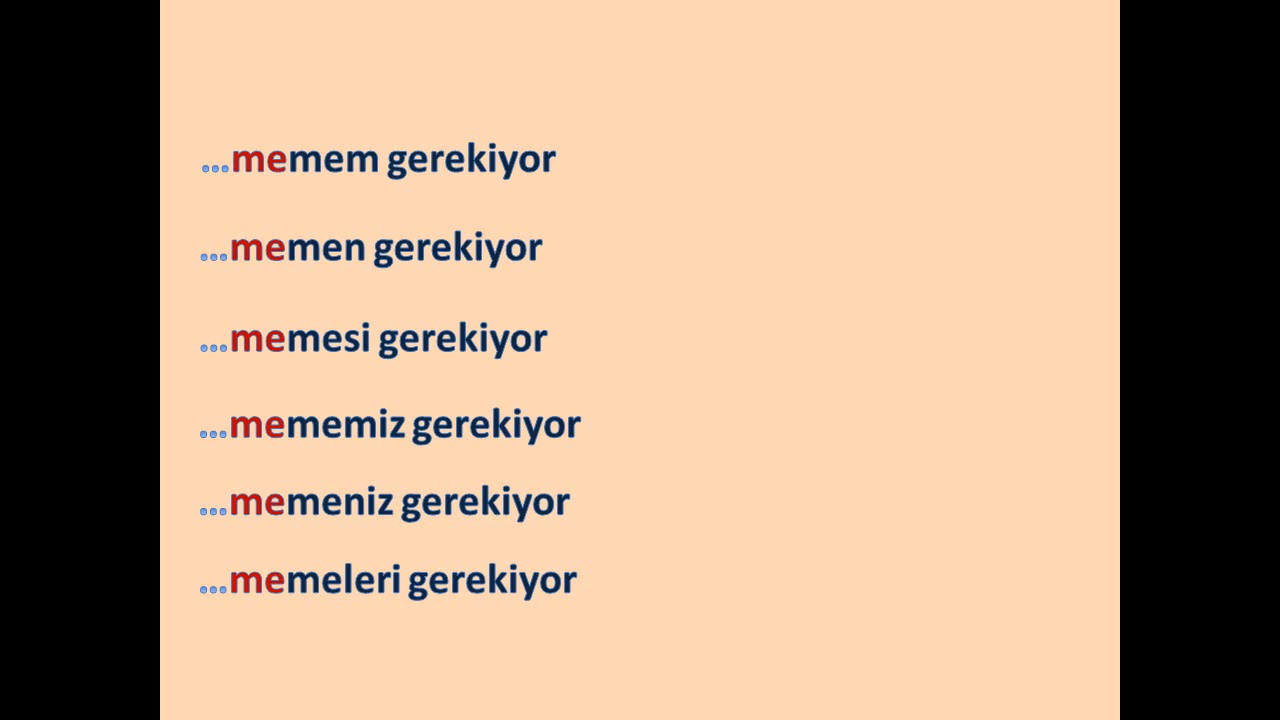 ...memem gerekiyor
...memen gerekiyor
...memesi gerekiyor
...mememiz gerekiyor
...memeniz gerekiyor
...memeleri gerekiyor